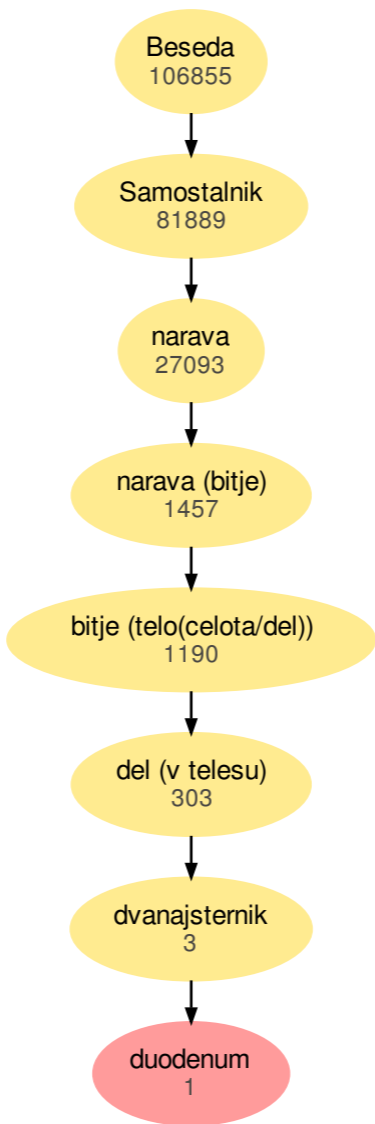 Beseda
106855
Samostalnik
81889
narava
27093
narava (bitje)
1457
bitje (telo(celota/del))
1190
del (v telesu)
303
dvanajsternik
3
duodenum
1